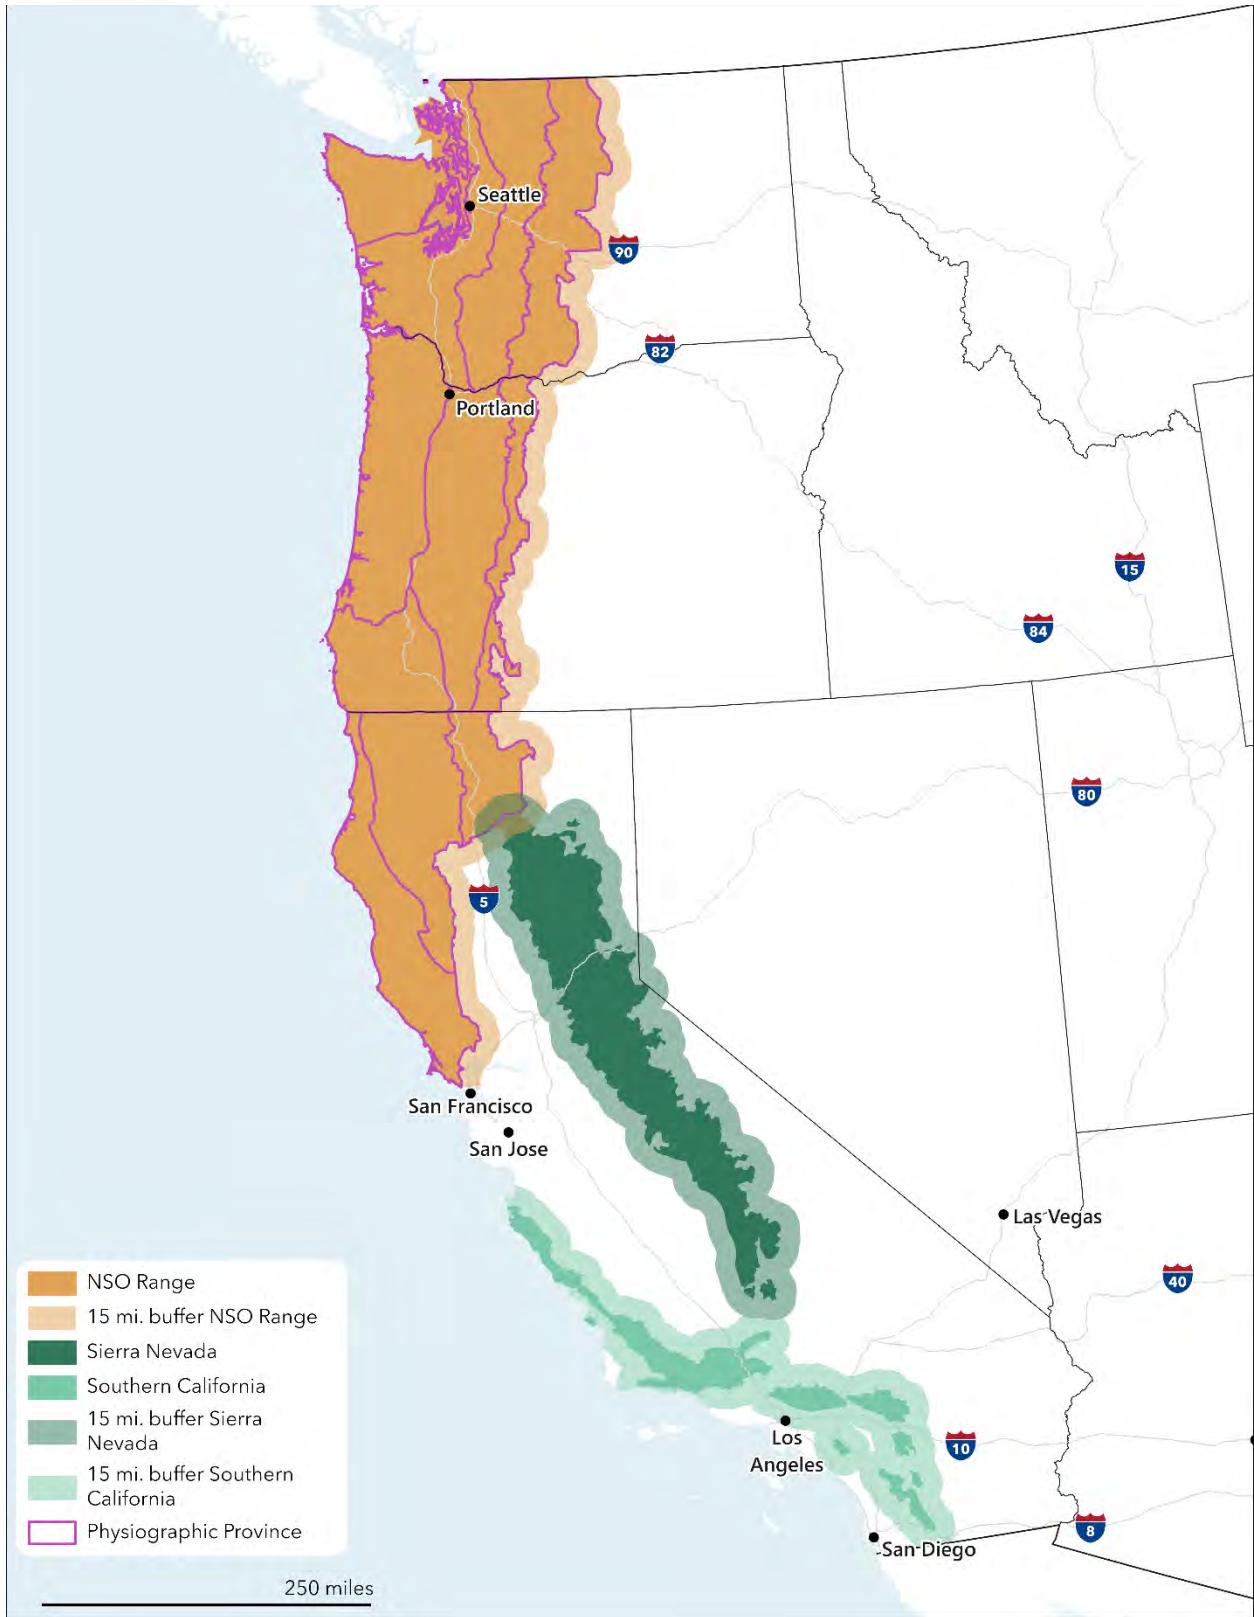 Seattle
90
82
Portland
15
84
80
5
San Francisco
San Jose
Las Vegas
40
Los
Angeles
10
8
San Diego
NSO Range
15 mi. buffer NSO Range
Sierra Nevada
Southern California
15 mi. buffer Sierra
Nevada
15 mi. buffer Southern
California
Physiographic Province
250 miles